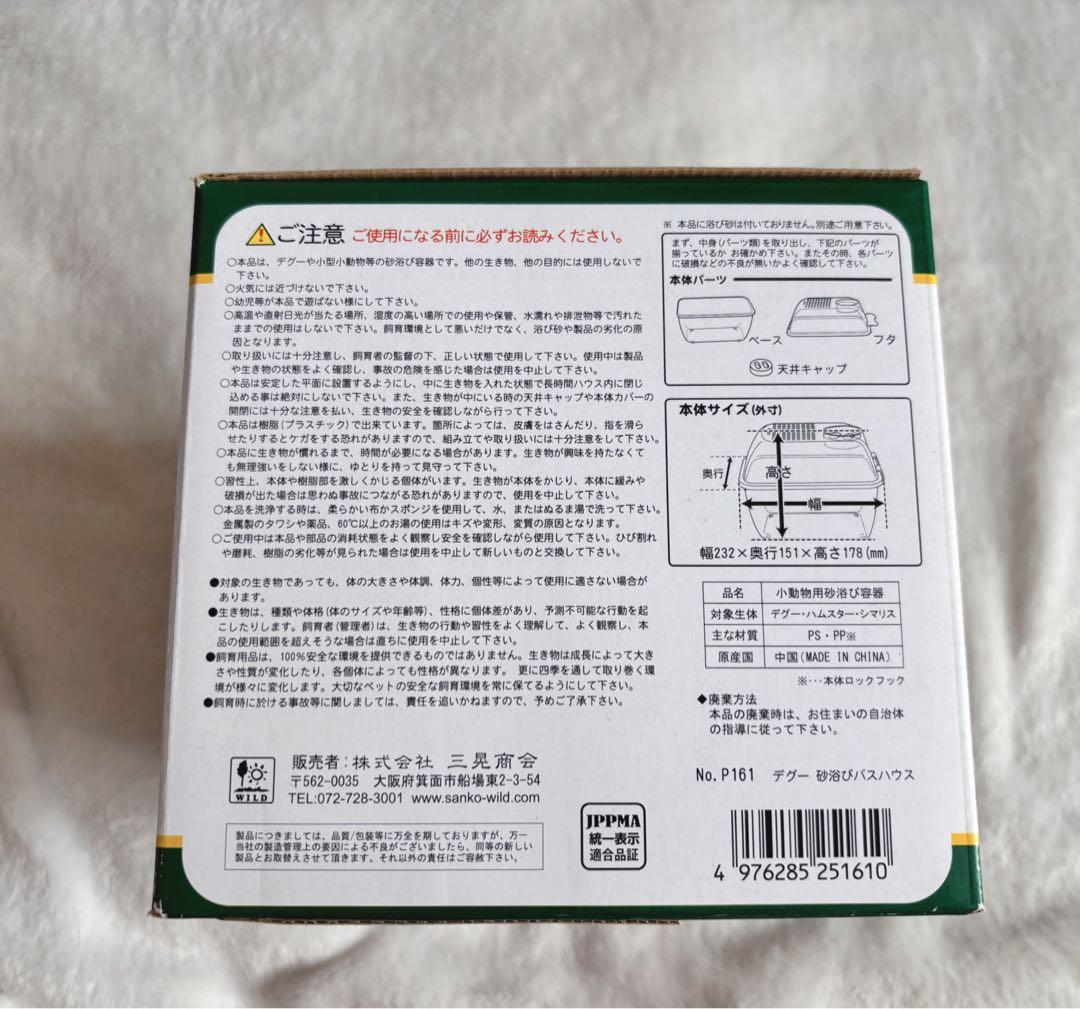 ⚠ご注意 ご使用になる前に必ずお読みください。
○本品は、デグーや小型小動物等の砂浴び容器です。他の生き物、他の目的には使用しないで
下さい。
○火気には近づけないで下さい。
○幼児等が本品で遊ばない様にして下さい。
○高温や直射日光が当たる場所、湿度の高い場所での使用や保管、水濡れや排泄物等で汚れた
ままでの使用はしないで下さい。飼育環境として悪いだけでなく、浴び砂や製品の劣化の原
因となります。
○取り扱いには十分注意し、飼育者の監督の下、正しい状態で使用して下さい。使用中は製品
や生き物の状態をよく確認し、事故の危険を感じた場合は使用を中止して下さい。
○本品は安定した平面に設置するようにし、中に生き物を入れた状態で長時間ハウス内に閉じ
込める事は絶対にしないで下さい。また、生き物が中にいる時の天井キャップや本体カバーの
開閉には十分な注意を払い、生き物の安全を確認しながら行って下さい。
○本品は樹脂(プラスチック)で出来ています。箇所によっては、皮膚をはさんだり、指を滑ら
せたりするとケガをする恐れがありますので、組み立てや取り扱いには十分注意をして下さい。
○本品に生き物が慣れるまで、時間が必要になる場合があります。生き物が興味を持たなくて
も無理強いをしない様に、ゆとりを持って見守って下さい。
○習性上、本体や樹脂部を激しくかじる個体がいます。生き物が本体をかじり、本体に緩みや
破損が出た場合は思わぬ事故につながる恐れがありますので、使用を中止して下さい。
○本品を洗浄する時は、柔らかい布かスポンジを使用して、水、またはぬるま湯で洗って下さい。
金属製のタワシや薬品、60℃以上のお湯の使用はキズや変形、変質の原因となります。
○ご使用中は本品や部品の消耗状態をよく観察し安全を確認しながら使用して下さい。ひび割れ
や磨耗、樹脂の劣化等が見られた場合は使用を中止して新しいものと交換して下さい。
●対象の生き物であっても、体の大きさや体調、体力、個性等によって使用に適さない場合が
あります。
●生き物は、種類や体格(体のサイズや年齢等)、性格に個体差があり、予測不可能な行動を起
こしたりします。飼育者(管理者)は、生き物の行動や習性をよく理解して、よく観察し、本
品の使用範囲を超えそうな場合は直ちに使用を中止して下さい。
●飼育用品は、100%安全な環境を提供できるものではありません。生き物は成長によって大き
さや性質が変化したり、各個体によっても性格が異なります。 更に四季を通して取り巻く環
境が様々に変化します。大切なペットの安全な飼育環境を常に保てるようにして下さい。
●飼育時に於ける事故等に関しましては、責任を追いかねますので、予めご了承下さい。
WILD
販売者:株式会社 三晃商会
〒562-0035 大阪府箕面市船場東2-3-54
TEL:072-728-3001 www.sanko-wild.com
製品につきましては、品質/包装等に万全を期しておりますが、万一
当社の製造管理上の要因による不良がございましたら、同等の新しい
製品とお取替えさせて頂きます。それ以外の責任はご容赦下さい。
JPPMA
統一表示
適合品証
※ 本品に浴び砂は付いておりません。別途ご用意下さい。
まず、中身(パーツ類)を取り出し、下記のパーツが
揃っているか お確かめ下さい。またその時、各パーツ
に破損などの不良が無いかよく確認して下さい。
本体パーツ
ベース
フタ
天井キャップ
本体サイズ(外寸)
奥行
高さ
幅
幅232×奥行151×高さ178(mm)
品名 小動物用砂浴び容器
対象生体 デグー・ハムスター・シマリス
主な材質 PS・PP※
原産国 中国(MADE IN CHINA)
※・・・本体ロックフック
◆廃棄方法
本品の廃棄時は、お住まいの自治体
の指導に従って下さい。
No.P161 デグー 砂浴びバスハウス
4 976285 251610